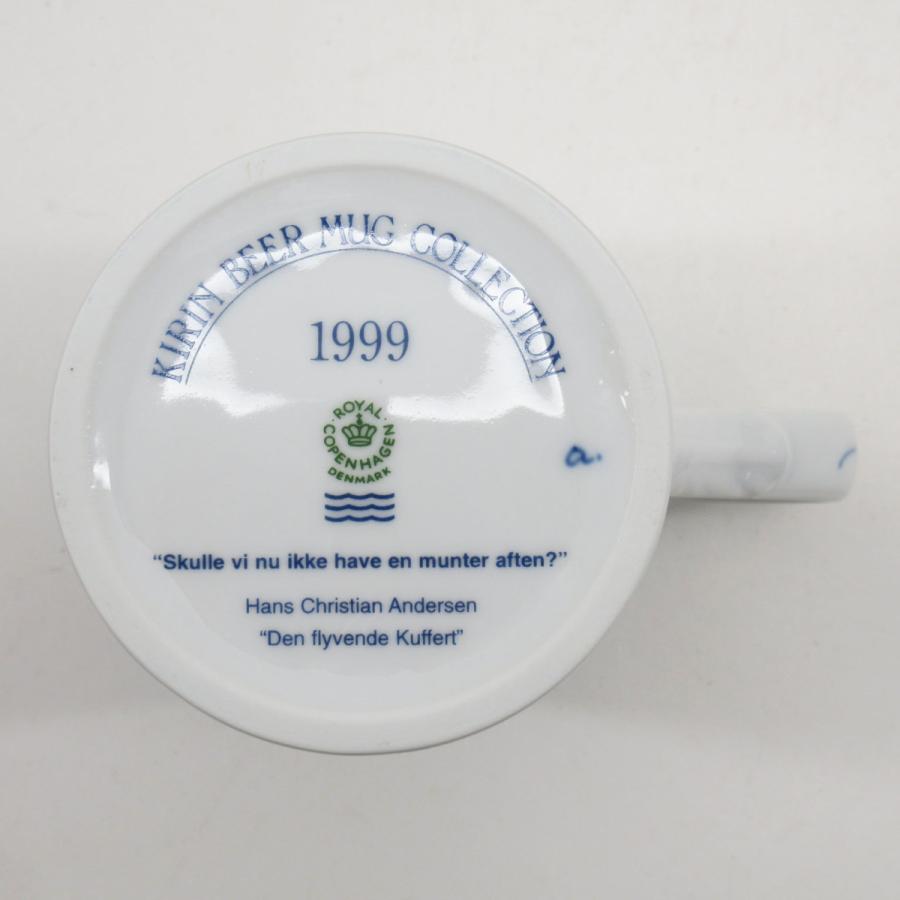 KIRIN BEER MUG COLLECTION
1999
ROYAL
COPENHAGEN
DENMARK
a.
“Skulle vi nu ikke have en munter aften?”
Hans Christian Andersen
“Den flyvende Kuffert”